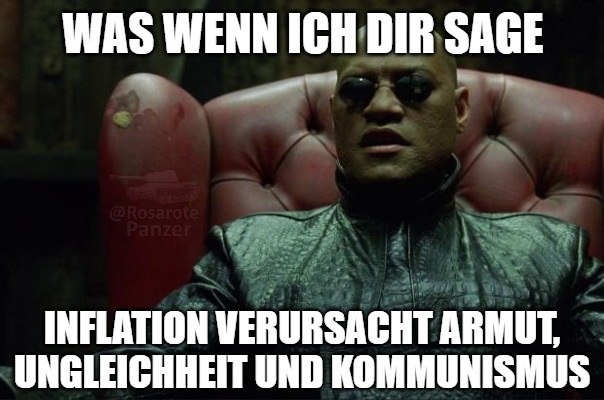 WAS WENN ICH DIR SAGE
@Rosarote
Panzer
INFLATION VERURSACHT ARMUT,
UNGLEICHHEIT UND KOMMUNISMUS